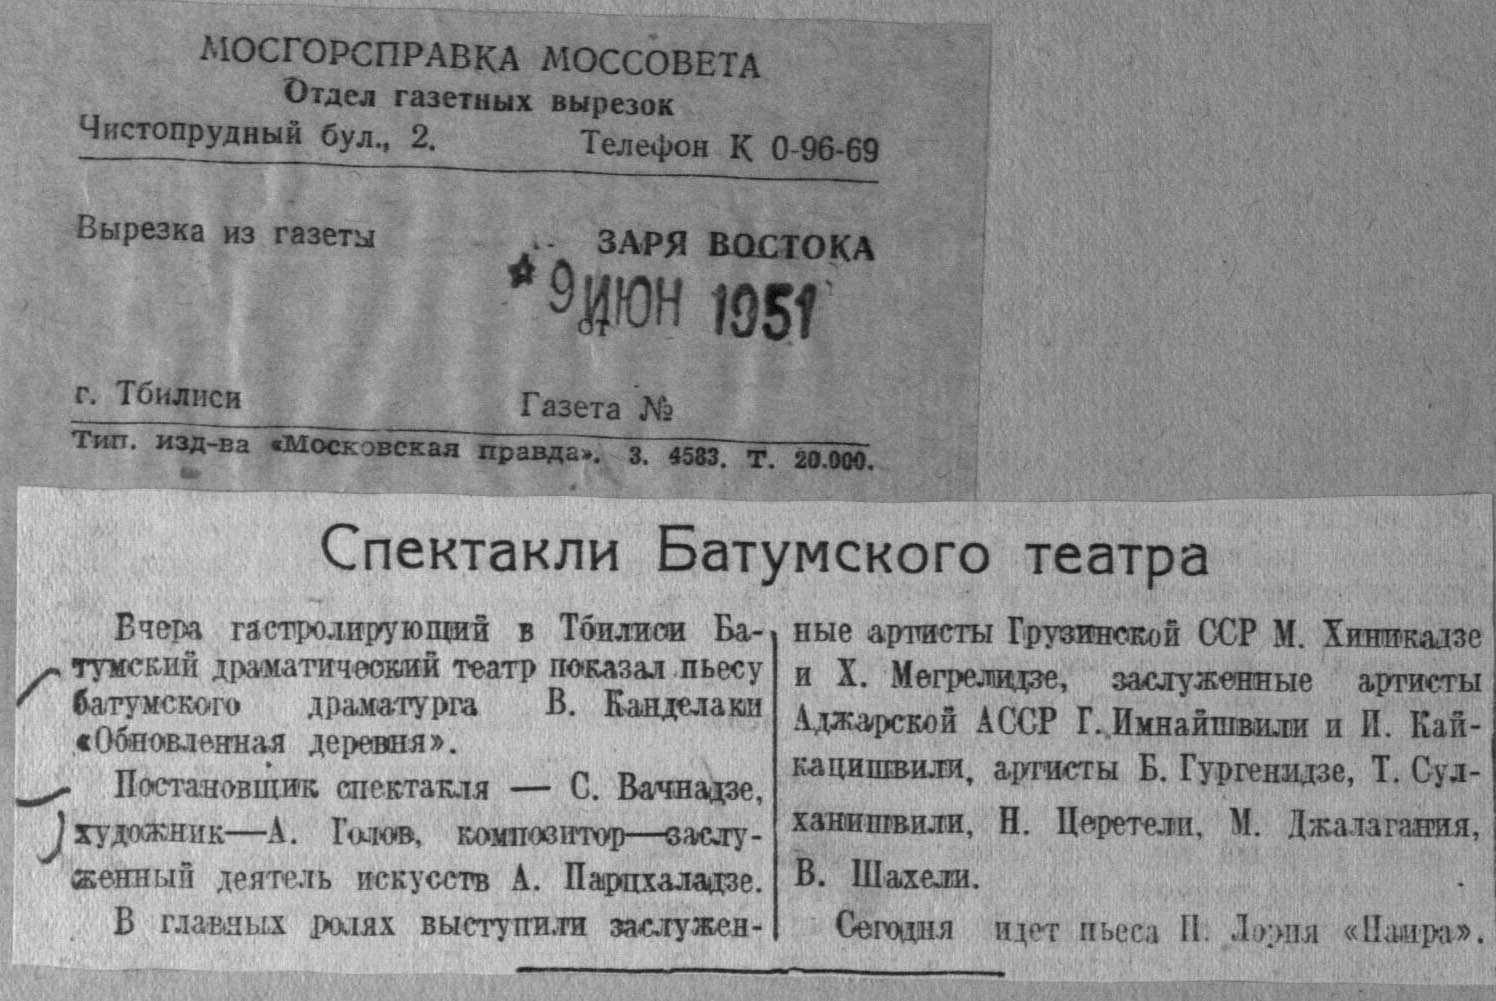 МОСГОРСПРАВКА МОССОВЕТА
Отдел газетных вырезок
Чистопрудный бул., 2. Телефон К 0-96-69
Вырезка из газеты ЗАРЯ ВОСТОКА
9 ИЮН 1951
от
г. Тбилиси Газета №
Тип. изд-ва «Московская правда». З. 4583. Т. 20.000.
Спектакли Батумского театра
Вчера гастролирующий в Тбилиси Ба-
тумский драматический театр показал пьесу
батумского драматурга В. Канделаки
«Обновленная деревня».
Постановщик спектакля — С. Вачнадзе,
художник—А. Голов, композитор—заслу-
женный деятель искусств А. Парцхаладзе.
В главных ролях выступили заслужен-
ные артисты Грузинской ССР М. Хиникадзе
и Х. Мегрелидзе, заслуженные артисты
Аджарской АССР Г. Имнайшвили и И. Кай-
кацишвили, артисты Б. Гургенидзе, Т. Сул-
ханишвили, Н. Церетели, М. Джалагания,
В. Шахели.
Сегодня идет пьеса Н. Лория «Наира».